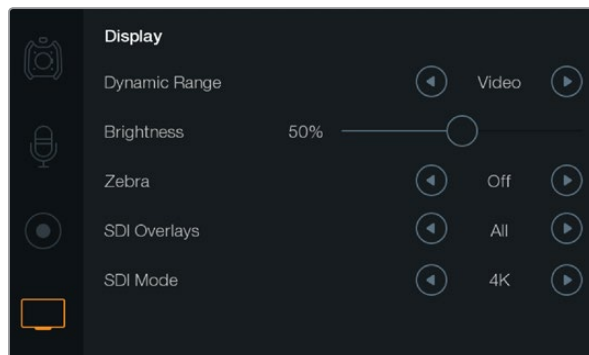 Display
Dynamic Range Video
Brightness 50%
Zebra Off
SDI Overlays All
SDI Mode 4K